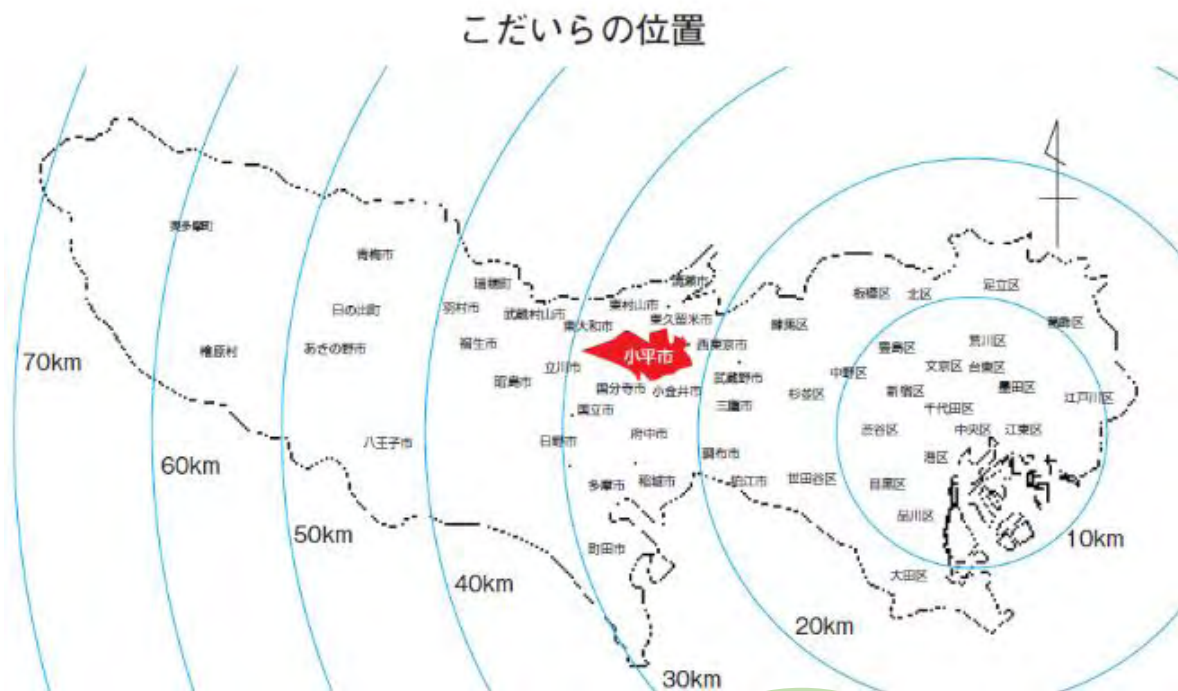 こだいらの位置
奥多摩町
青梅市
瑞穂町
清瀬市
板橋区
北区
足立区
日の出町
羽村市
武蔵村山市
東村山市
東大和市
東久留米市
練馬区
葛飾区
檜原村
あきる野市
福生市
小平市
西東京市
豊島区
荒川区
70km
昭島市
立川市
国分寺市
小金井市
武蔵野市
中野区
文京区
台東区
新宿区
墨田区
国立市
三鷹市
杉並区
千代田区
江戸川区
八王子市
日野市
府中市
渋谷区
中央区
江東区
60km
調布市
港区
多摩市
稲城市
狛江市
世田谷区
目黒区
50km
町田市
品川区
10km
40km
大田区
20km
30km